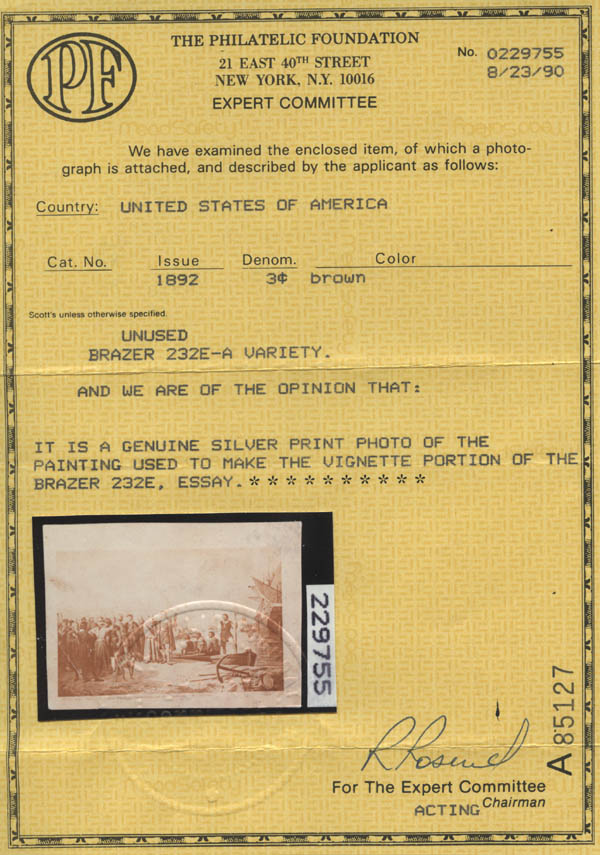 PF
THE PHILATELIC FOUNDATION
21 EAST 40TH STREET
NEW YORK, N.Y. 10016
EXPERT COMMITTEE
No. 0229755
8/23/90
We have examined the enclosed item, of which a photo-
graph is attached, and described by the applicant as follows:
Country: UNITED STATES OF AMERICA
Cat. No. Issue Denom. Color
1892 3¢ brown
Scott's unless otherwise specified.
UNUSED
BRAZER 232E-A VARIETY.
AND WE ARE OF THE OPINION THAT:
IT IS A GENUINE SILVER PRINT PHOTO OF THE
PAINTING USED TO MAKE THE VIGNETTE PORTION OF THE
BRAZER 232E, ESSAY. * * * * * * * * * *
229755
A 85127
For The Expert Committee
ACTING Chairman